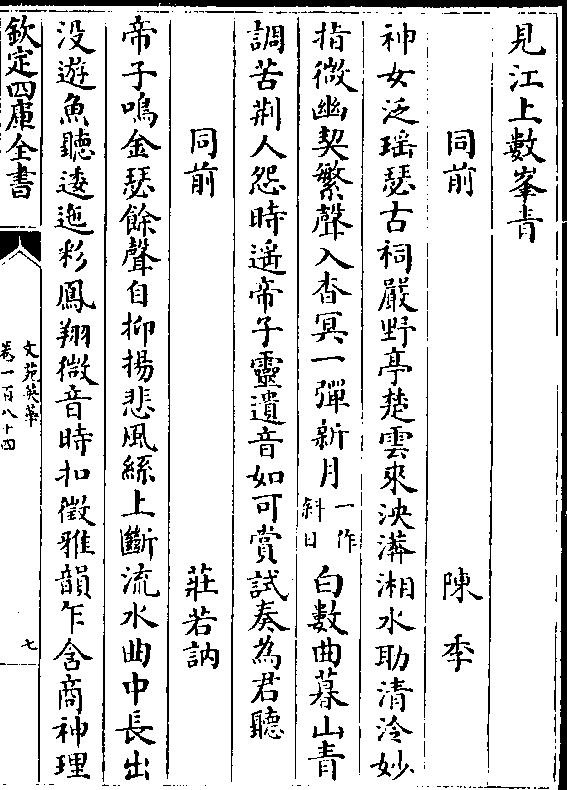 見江上數峯青
同前 陳季
神女泛瑶瑟古祠嚴野亭楚雲來泱漭湘水助清泠妙
指微幽契繁聲入杳冥一彈新月一作斜日白數曲暮山青
調苦荆人怨時遥帝子靈遺音如可賞試奏為君聽
同前 莊若訥
帝子鳴金瑟餘聲自抑揚悲風絲上斷流水曲中長出
没遊魚聽逶迤彩鳳翔微音時扣徵雅韻乍含商神理
欽定四庫全書
文苑英華
卷一百八十四
七